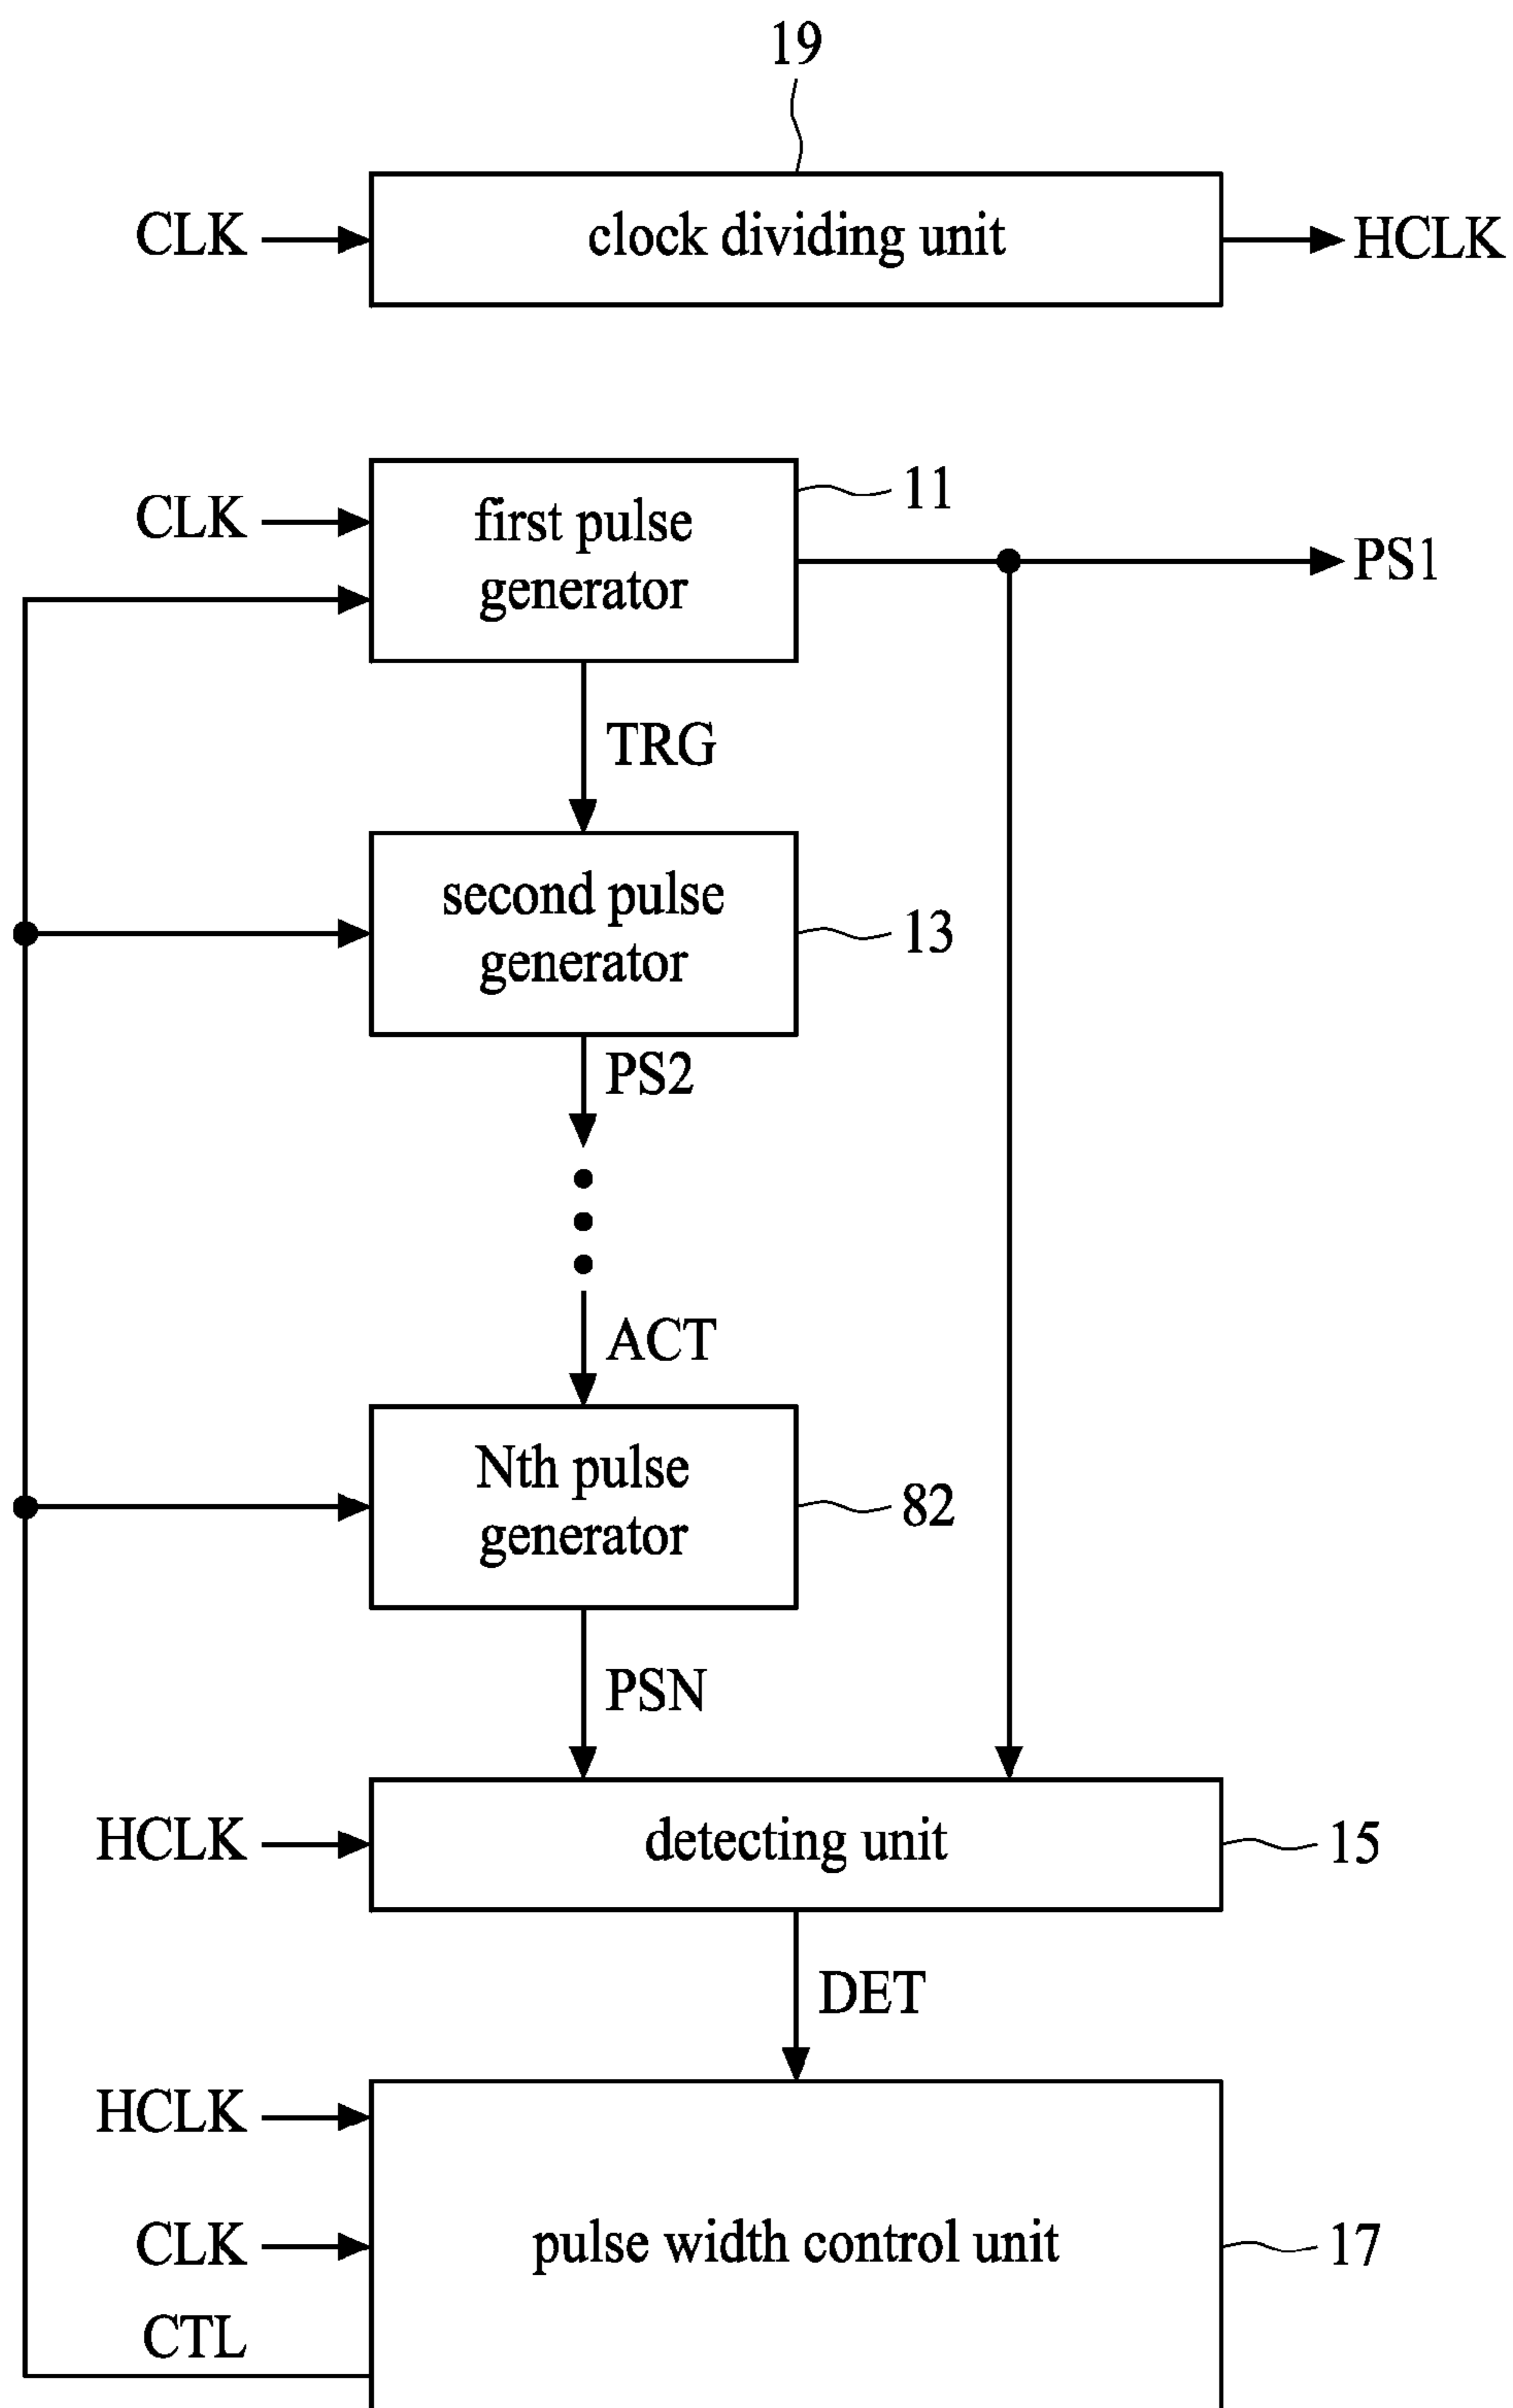 19
CLK
clock dividing unit
HCLK
CLK
first pulse
generator
11
PS1
TRG
second pulse
generator
13
PS2
ACT
Nth pulse
generator
82
PSN
HCLK
detecting unit
15
DET
HCLK
CLK
pulse width control unit
17
CTL